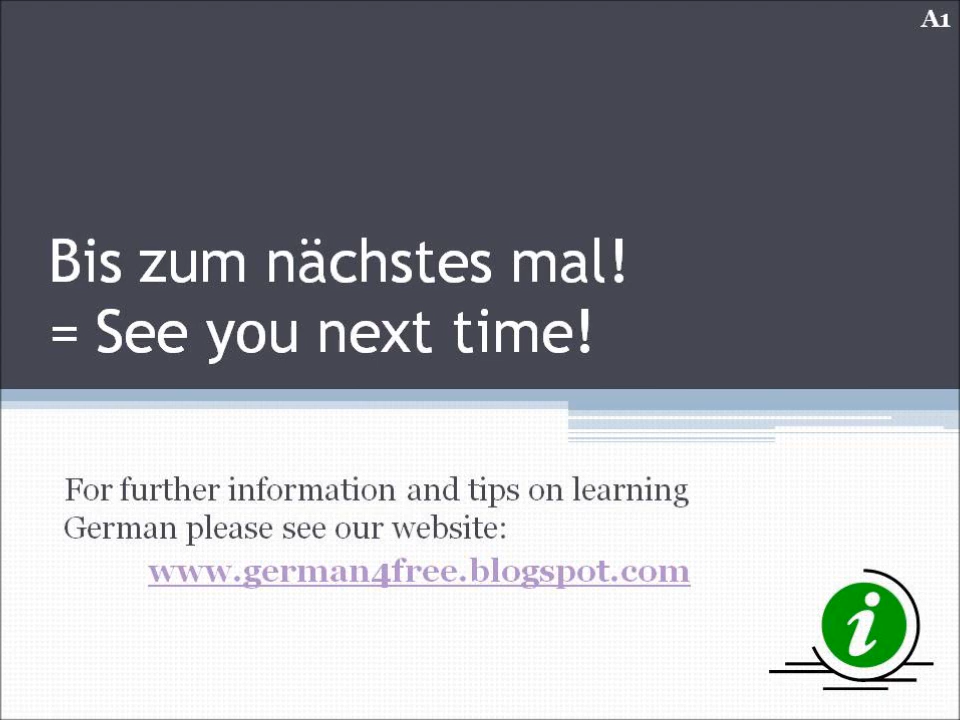 A1
Bis zum nächstes mal!
= See you next time!
For further information and tips on learning
German please see our website:
www.german4free.blogspot.com
i